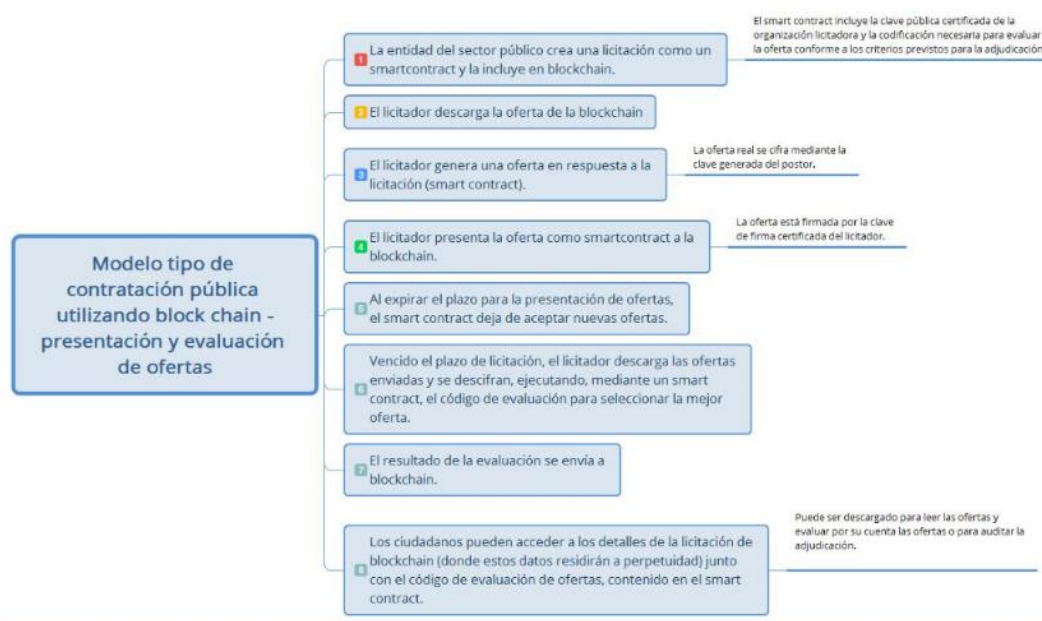 Modelo tipo de
contratación pública
utilizando block chain -
presentación y evaluación
de ofertas
1
La entidad del sector público crea una licitación como un
smartcontract y la incluye en blockchain.
El smart contract incluye la clave pública certificada de la
organización licitadora y la codificación necesaria para evaluar
la oferta conforme a los criterios previstos para la adjudicación
2
El licitador descarga la oferta de la blockchain
3
El licitador genera una oferta en respuesta a la
licitación (smart contract).
La oferta real se cifra mediante la
clave generada del postor.
4
El licitador presenta la oferta como smartcontract a la
blockchain.
La oferta está firmada por la clave
de firma certificada del licitador.
5
Al expirar el plazo para la presentación de ofertas,
el smart contract deja de aceptar nuevas ofertas.
6
Vencido el plazo de licitación, el licitador descarga las ofertas
enviadas y se descifran, ejecutando, mediante un smart
contract, el código de evaluación para seleccionar la mejor
oferta.
7
El resultado de la evaluación se envía a
blockchain.
8
Los ciudadanos pueden acceder a los detalles de la licitación de
blockchain (donde estos datos residirán a perpetuidad) junto
con el código de evaluación de ofertas, contenido en el smart
contract.
Puede ser descargado para leer las ofertas y
evaluar por su cuenta las ofertas o para auditar la
adjudicación.